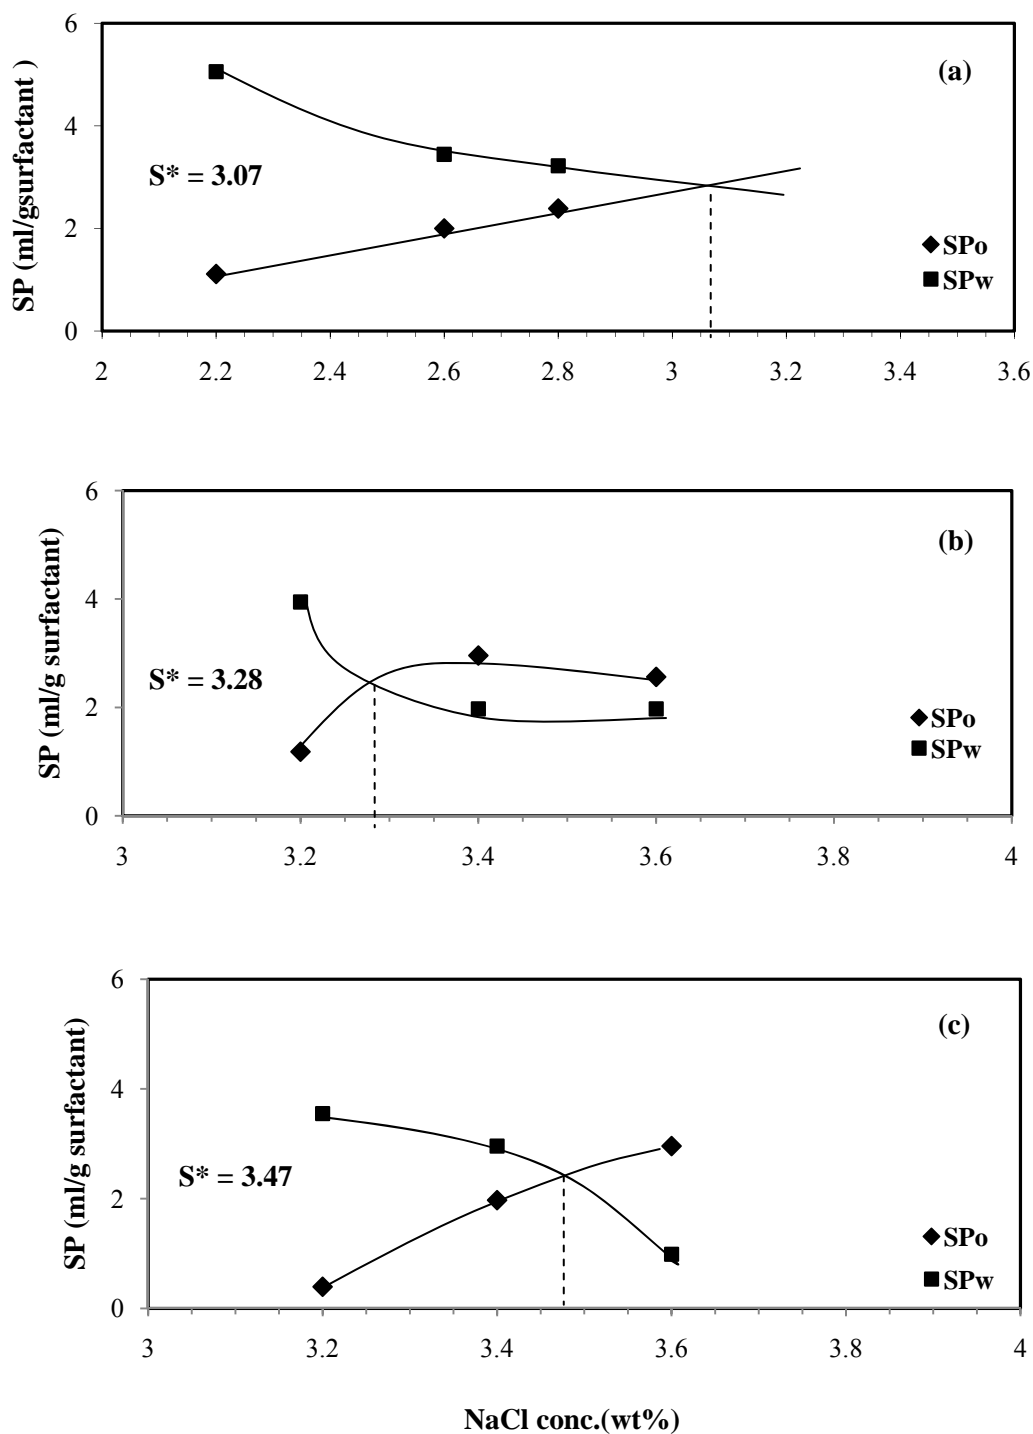 6
(a)
SP (ml/gsurfactant )
4
S* = 3.07
2
SPo
SPw
0
2 2.2 2.4 2.6 2.8 3 3.2 3.4 3.6
6
(b)
SP (ml/g surfactant)
4
S* = 3.28
2
SPo
SPw
0
3 3.2 3.4 3.6 3.8 4
6
(c)
SP (ml/g surfactant)
4
S* = 3.47
2
SPo
SPw
0
3 3.2 3.4 3.6 3.8 4
NaCl conc.(wt%)